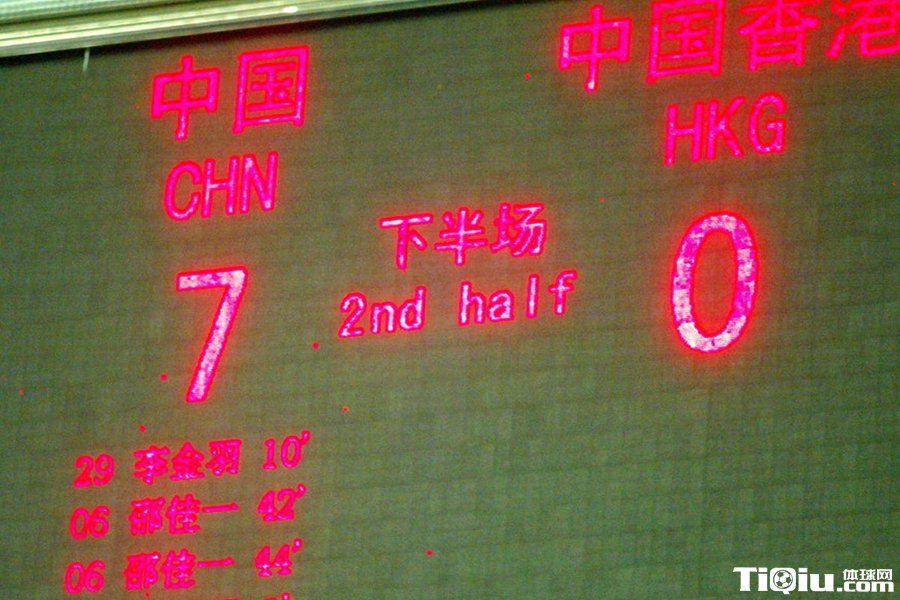 中国
CHN
7
中国香港
HKG
0
下半场
2nd half
29 李金羽 10'
06 邵佳一 42'
06 邵佳一 44'
TiQiu 体球网
.com